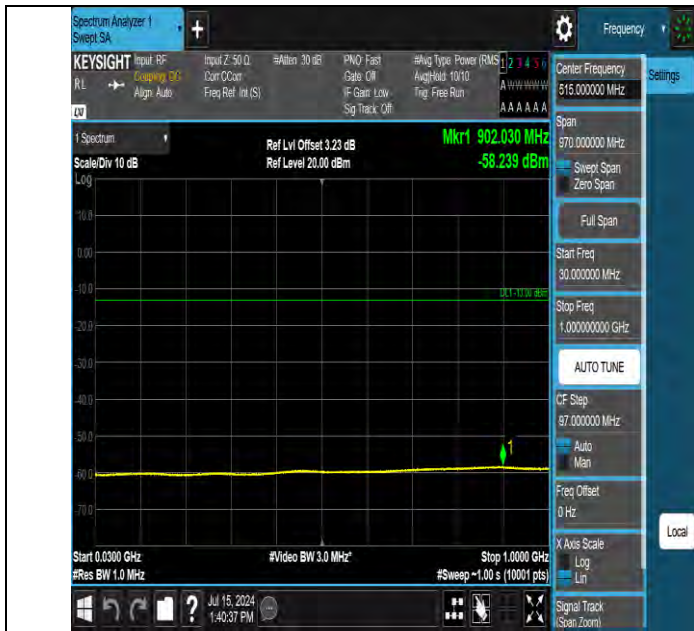 Spectrum Analyzer 1
Swept SA
+
Frequency
KEYSIGHT Input: RF Input Z: 50 Ω #Atten: 30 dB PNO: Fast #Avg Type: Power (RMS 1 2 3 4 5 6
RL Coupling: DC Corr CCorr Gate: Off Avg|Hold: 10/10 A W W W W W
Align: Auto Freq Ref: Int (S) IF Gain: Low Trig: Free Run
Sig Track: Off A A A A A A
LXI
Center Frequency
515.000000 MHz
Settings
Span
970.000000 MHz
Swept Span
Zero Span
Full Span
Start Freq
30.000000 MHz
Stop Freq
1.000000000 GHz
AUTO TUNE
CF Step
97.000000 MHz
Auto
Man
Freq Offset
0 Hz
X Axis Scale
Log
Lin
Local
Signal Track
(Span Zoom)
1 Spectrum
Scale/Div 10 dB
Ref Lvl Offset 3.23 dB
Ref Level 20.00 dBm
Mkr1 902.030 MHz
-58.239 dBm
Log
10.0
0.00
-10.0
DL1 -13.00 dBm
-20.0
-30.0
-40.0
-50.0
1
-60.0
-70.0
Start 0.0300 GHz #Video BW 3.0 MHz* Stop 1.0000 GHz
#Res BW 1.0 MHz #Sweep ~1.00 s (10001 pts)
? Jul 15, 2024
1:40:37 PM